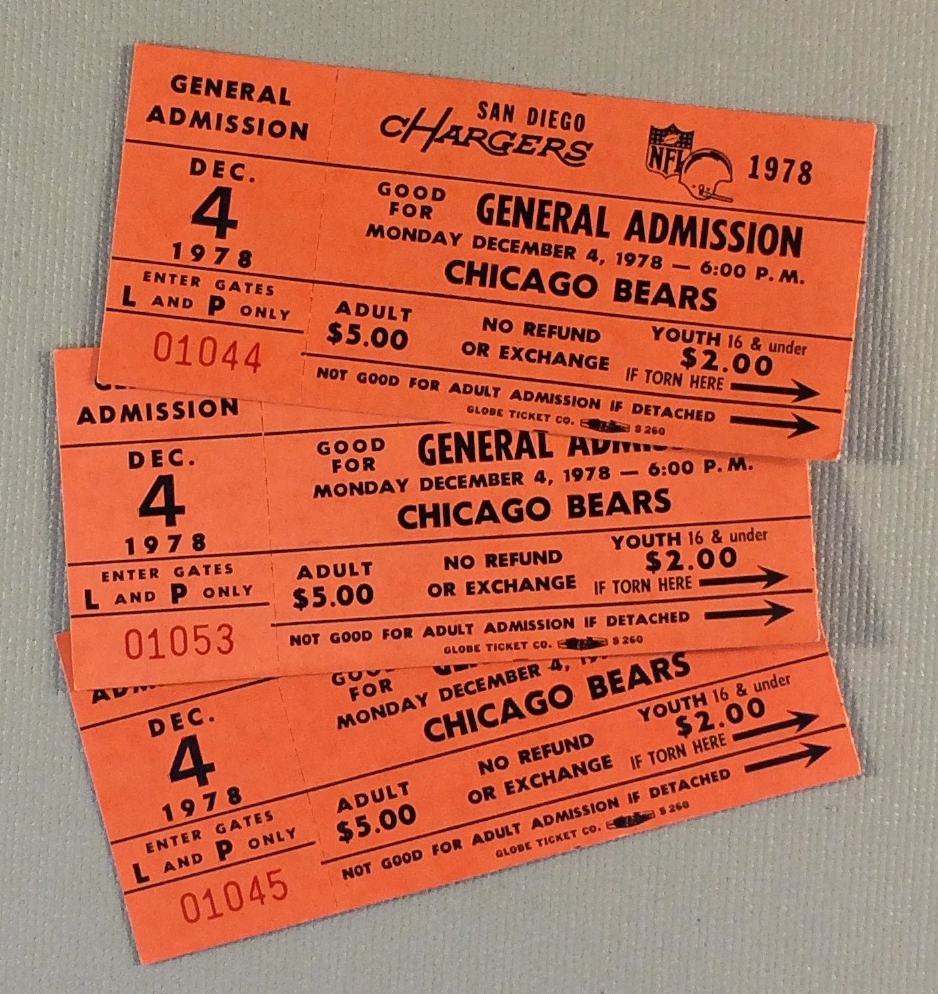 GENERAL
ADMISSION
DEC.
4
1978
ENTER GATES
L AND P ONLY
01044
SAN DIEGO
CHARGERS
NFL
1978
GOOD
FOR
GENERAL ADMISSION
MONDAY DECEMBER 4, 1978 — 6:00 P.M.
CHICAGO BEARS
ADULT
$5.00
NO REFUND
OR EXCHANGE
YOUTH 16 & under
$2.00
IF TORN HERE
NOT GOOD FOR ADULT ADMISSION IF DETACHED
GLOBE TICKET CO. S 260
ADMISSION
DEC.
4
1978
ENTER GATES
L AND P ONLY
01053
GOOD
FOR
GENERAL ADMISSION
MONDAY DECEMBER 4, 1978 — 6:00 P.M.
CHICAGO BEARS
ADULT
$5.00
NO REFUND
OR EXCHANGE
YOUTH 16 & under
$2.00
IF TORN HERE
NOT GOOD FOR ADULT ADMISSION IF DETACHED
GLOBE TICKET CO. S 260
DEC.
4
1978
ENTER GATES
L AND P ONLY
01045
GOOD
FOR
MONDAY DECEMBER 4,
CHICAGO BEARS
ADULT
$5.00
NO REFUND
OR EXCHANGE
YOUTH 16 & under
$2.00
IF TORN HERE
NOT GOOD FOR ADULT ADMISSION IF DETACHED
GLOBE TICKET CO. S 260